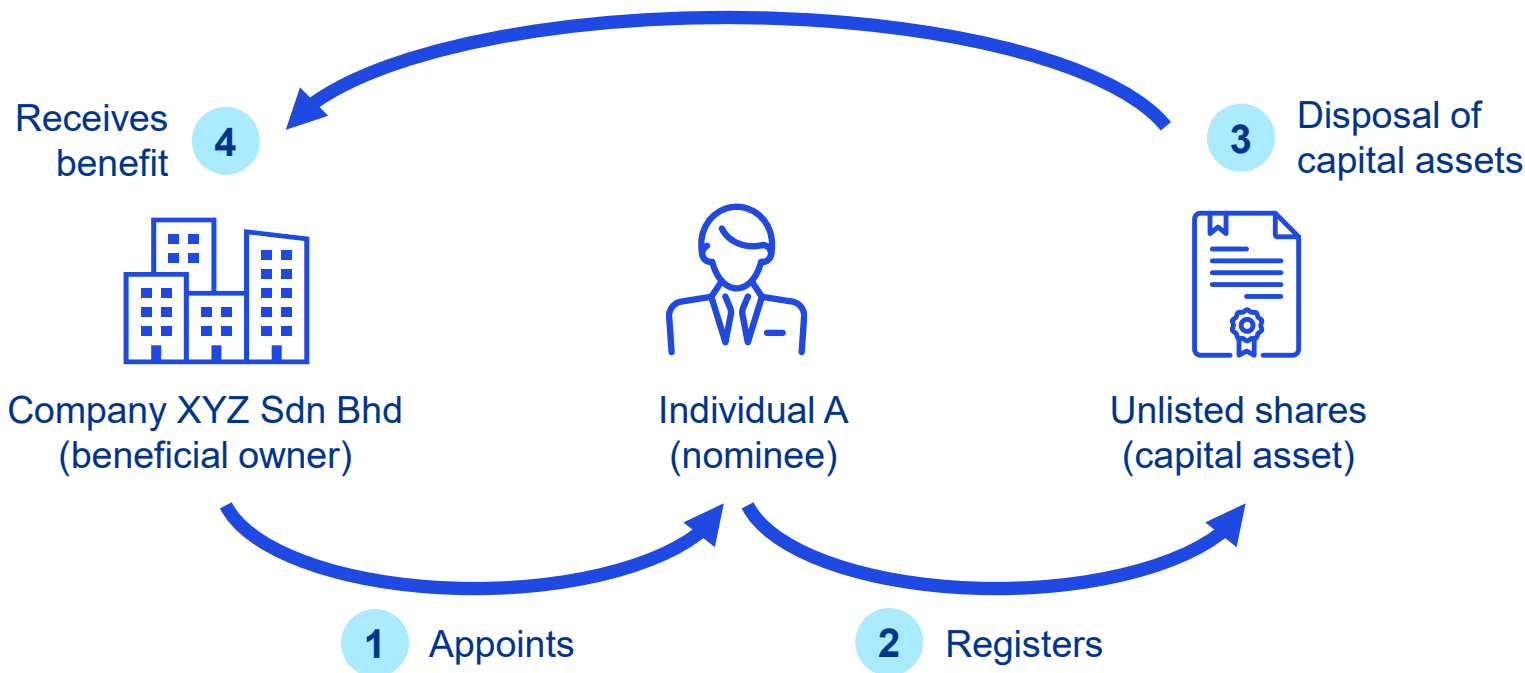 Receives
benefit
4
3
Disposal of
capital assets
Company XYZ Sdn Bhd
(beneficial owner)
Individual A
(nominee)
Unlisted shares
(capital asset)
1
Appoints
2
Registers